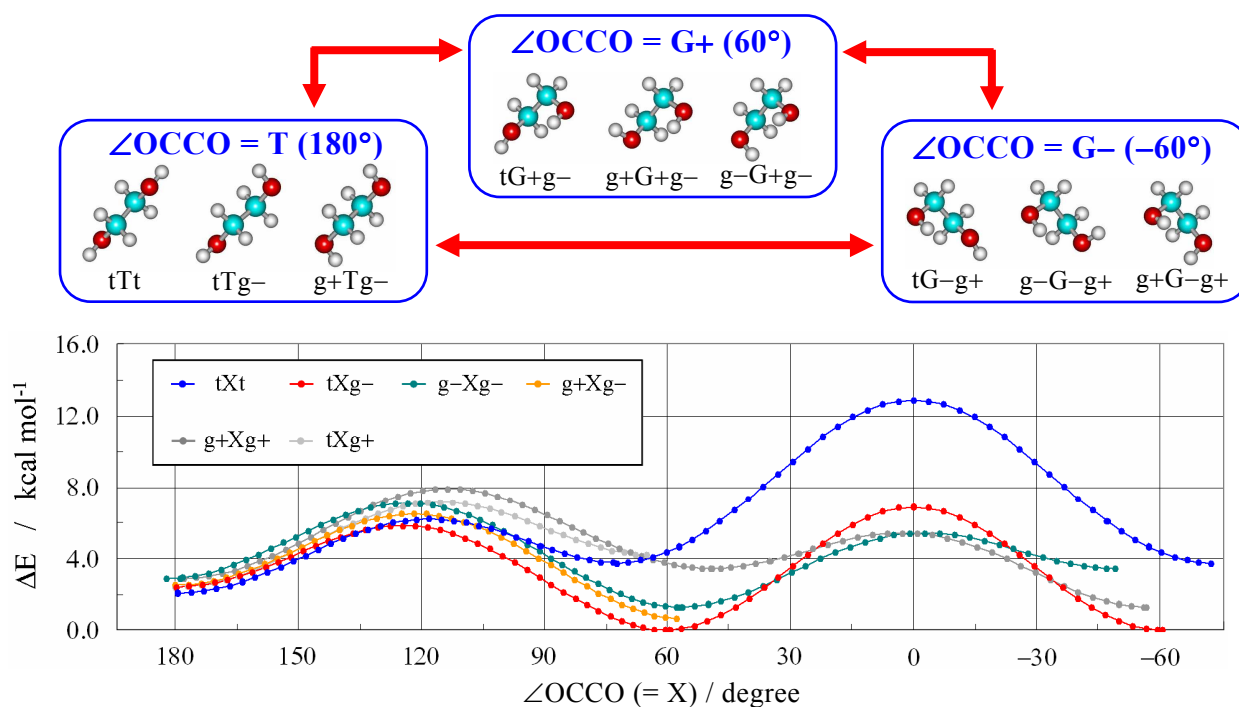 ∠OCCO = G+ (60°)
tG+g− g+G+g− g−G+g−
∠OCCO = T (180°)
tTt tTg− g+Tg−
∠OCCO = G− (−60°)
tG−g+ g−G−g+ g+G−g+
16.0
12.0
8.0
4.0
0.0
ΔE / kcal mol⁻¹
tXt tXg− g−Xg− g+Xg−
g+Xg+ tXg+
180 150 120 90 60 30 0 −30 −60
∠OCCO (= X) / degree